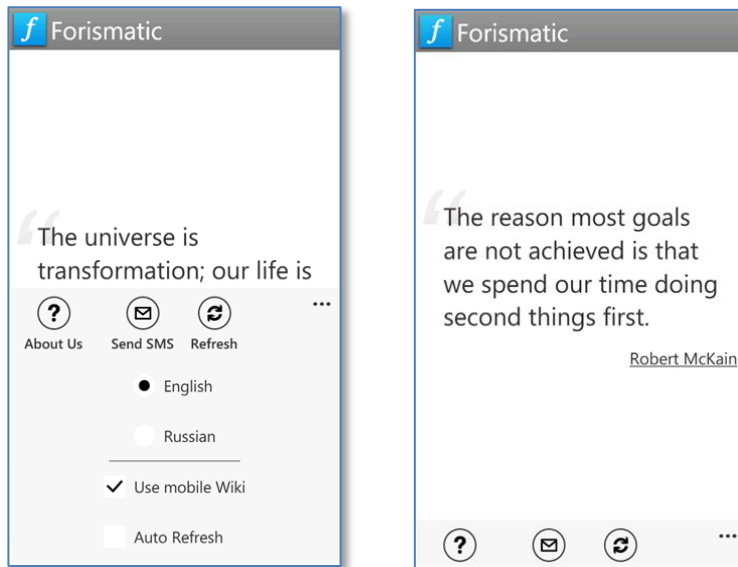 f Forismatic
“
The universe is
transformation; our life is
?
...
About Us Send SMS Refresh
English
Russian
Use mobile Wiki
Auto Refresh
f Forismatic
“
The reason most goals
are not achieved is that
we spend our time doing
second things first.
Robert McKain
?
...